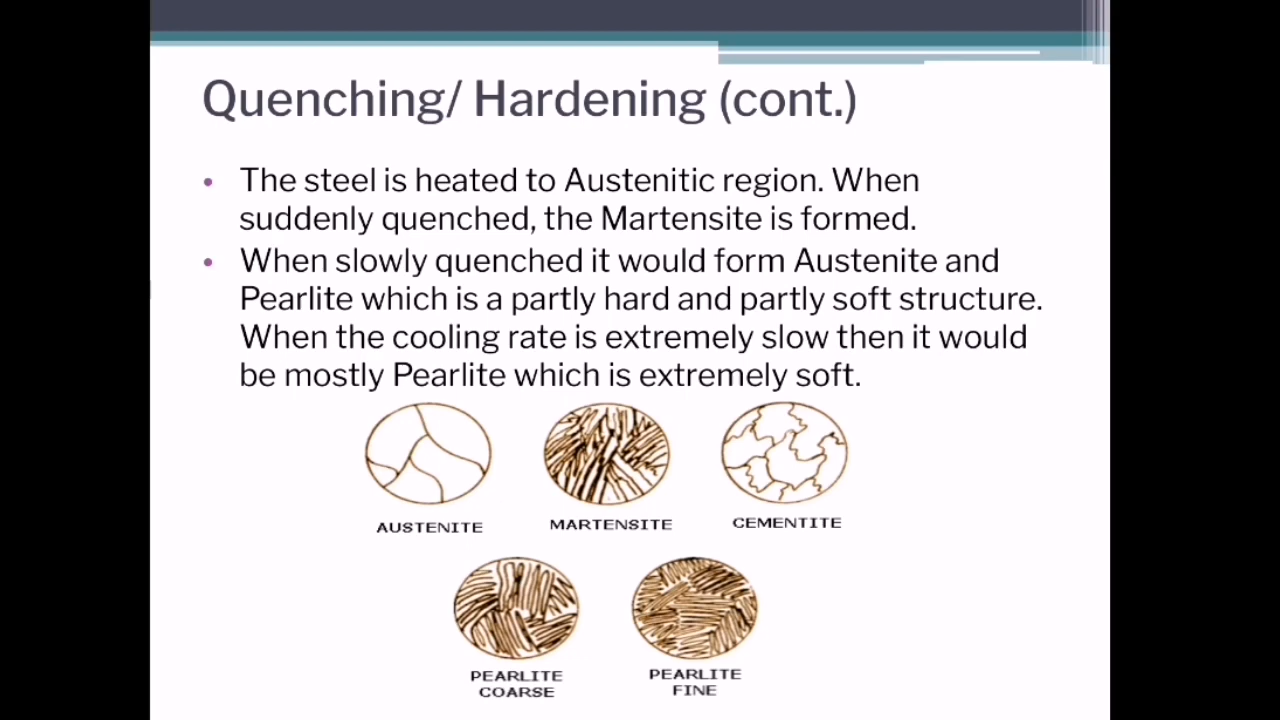 Quenching/ Hardening (cont.)
• The steel is heated to Austenitic region. When
suddenly quenched, the Martensite is formed.
• When slowly quenched it would form Austenite and
Pearlite which is a partly hard and partly soft structure.
When the cooling rate is extremely slow then it would
be mostly Pearlite which is extremely soft.
AUSTENITE
MARTENSITE
CEMENTITE
PEARLITE
COARSE
PEARLITE
FINE